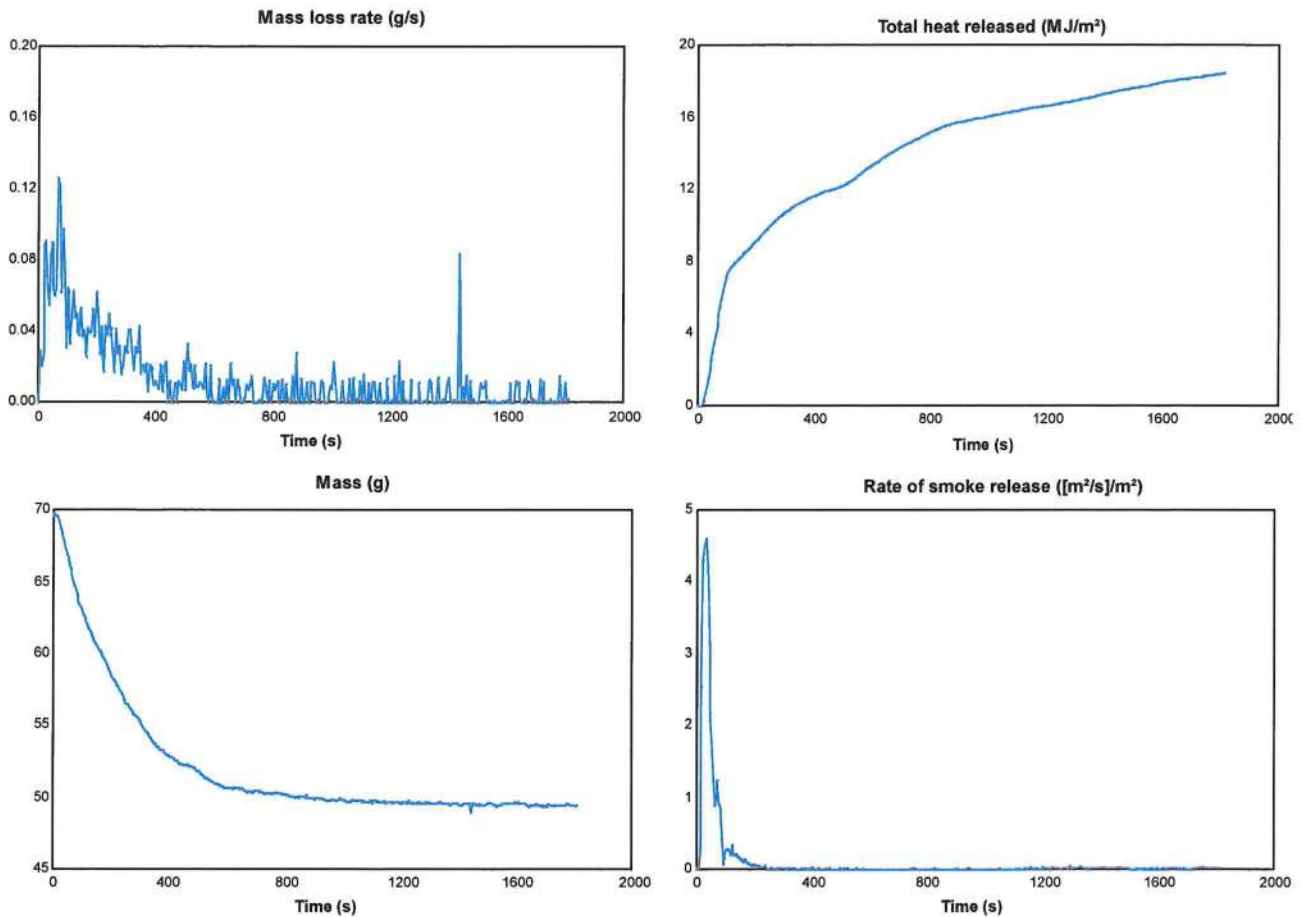 Mass loss rate (g/s)
0.20
0.16
0.12
0.08
0.04
0.00
0 400 800 1200 1600 2000
Time (s)
Total heat released (MJ/m²)
20
16
12
8
4
0
0 400 800 1200 1600 200(
Time (s)
Mass (g)
70
65
60
55
50
45
0 400 800 1200 1600 2000
Time (s)
Rate of smoke release ([m²/s]/m²)
5
4
3
2
1
0
0 400 800 1200 1600 2000
Time (s)